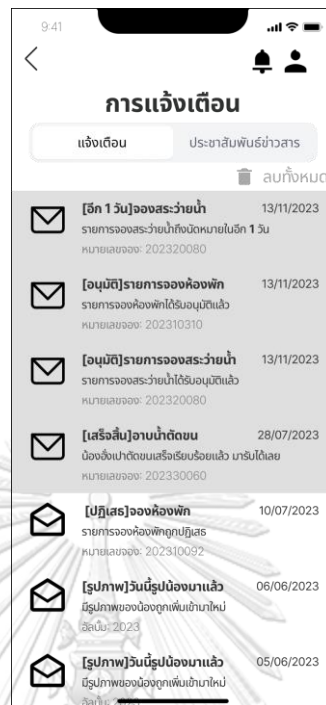 9:41
การแจ้งเตือน
แจ้งเตือน
ประชาสัมพันธ์ข่าวสาร
ลบทั้งหมด
[อีก 1 วัน]จองสระว่ายน้ำ 13/11/2023
รายการจองสระว่ายน้ำถึงนัดหมายในอีก 1 วัน
หมายเลขจอง: 202320080
[อนุมัติ]รายการจองห้องพัก 13/11/2023
รายการจองห้องพักได้รับอนุมัติแล้ว
หมายเลขจอง: 202310310
[อนุมัติ]รายการจองสระว่ายน้ำ 13/11/2023
รายการจองสระว่ายน้ำได้รับอนุมัติแล้ว
หมายเลขจอง: 202320080
[เสร็จสิ้น]อาบน้ำตัดขน 28/07/2023
น้องสั่งเปาตัดขนเสร็จเรียบร้อยแล้ว มารับได้เลย
หมายเลขจอง: 202330060
[ปฏิเสธ]จองห้องพัก 10/07/2023
รายการจองห้องพักถูกปฏิเสธ
หมายเลขจอง: 202310092
[รูปภาพ]วันนี้รูปน้องมาแล้ว 06/06/2023
มีรูปภาพของน้องถูกเพิ่มเข้ามาใหม่
อัลบั้ม: 2023
[รูปภาพ]วันนี้รูปน้องมาแล้ว 05/06/2023
มีรูปภาพของน้องถูกเพิ่มเข้ามาใหม่